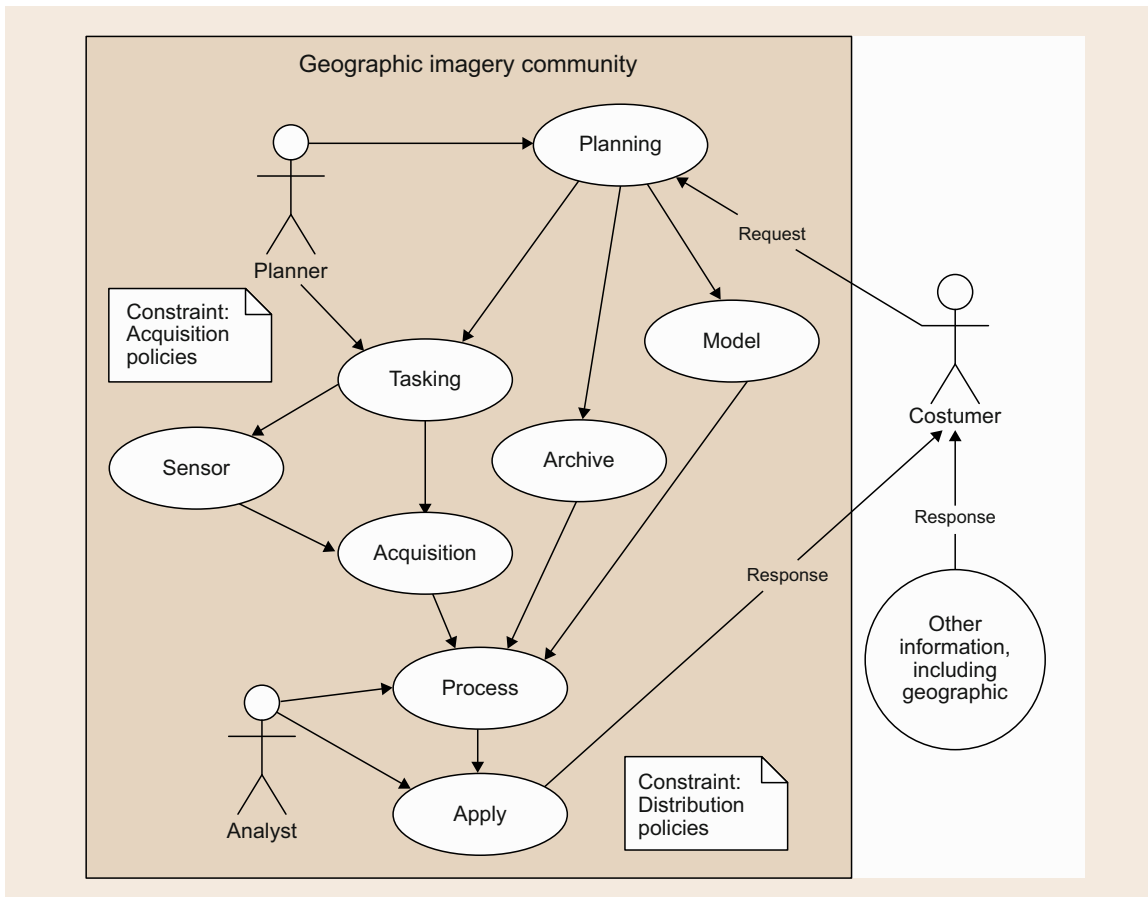 Geographic imagery community
Planning
Request
Planner
Constraint:
Acquisition
policies
Model
Tasking
Costumer
Archive
Sensor
Response
Acquisition
Response
Other
information,
including
geographic
Process
Constraint:
Distribution
policies
Apply
Analyst